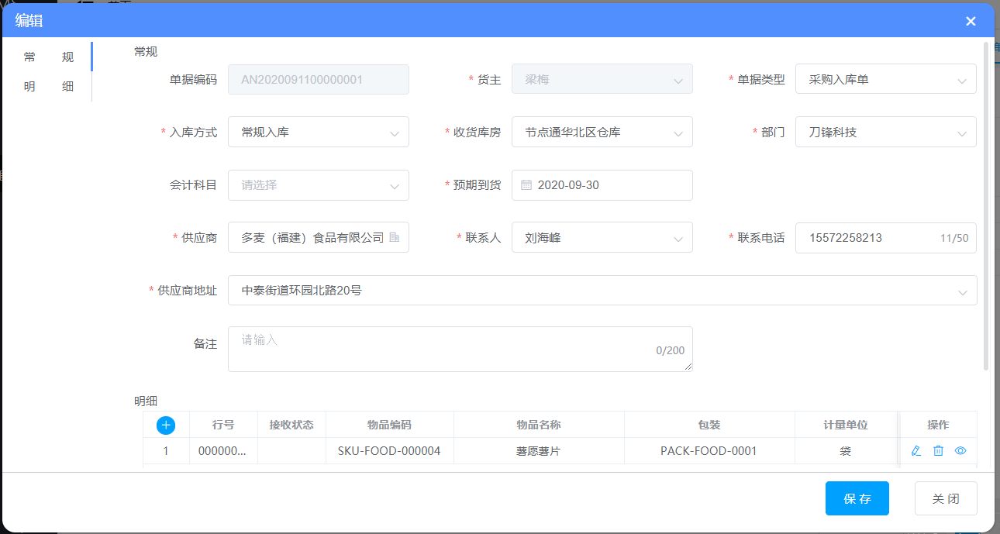 编辑
常 规
明 细
常规
单据编码 AN2020091100000001 * 货主 梁梅 * 单据类型 采购入库单
* 入库方式 常规入库 * 收货库房 节点通华北区仓库 * 部门 刀锋科技
会计科目 请选择 * 预期到货 2020-09-30
* 供应商 多麦（福建）食品有限公司 * 联系人 刘海峰 * 联系电话 15572258213 11/50
* 供应商地址 中泰街道环园北路20号
备注 请输入 0/200
明细
行号 接收状态 物品编码 物品名称 包装 计量单位 操作
1 000000... SKU-FOOD-000004 薯愿薯片 PACK-FOOD-0001 袋
保 存 关 闭